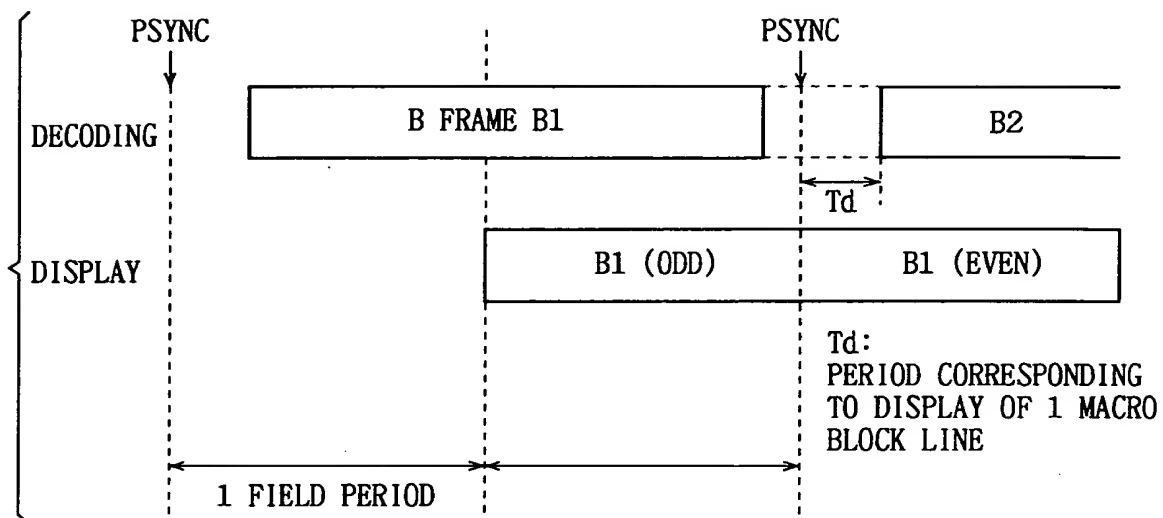 PSYNC PSYNC
DECODING B FRAME B1 B2
Td
DISPLAY B1 (ODD) B1 (EVEN)
Td:
PERIOD CORRESPONDING
TO DISPLAY OF 1 MACRO
BLOCK LINE
1 FIELD PERIOD